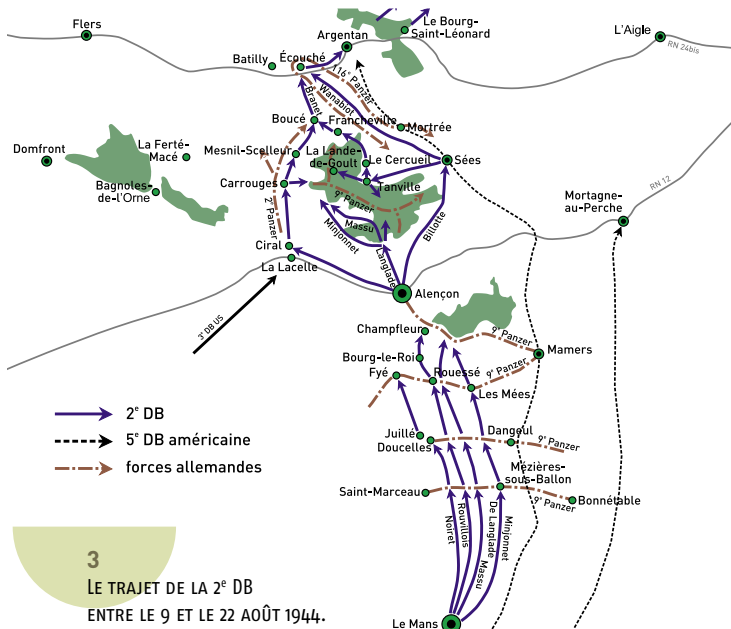 Flers
Le Bourg-
Saint-Léonard
Argentan
L'Aigle
RN 24bis
Batilly
Écouché
116e Panzer
Wanabiot
Branet
Francheville
Mortrée
Boucé
La Ferté-
Macé
Domfront
Mesnil-Scelleur
La Lande-
de-Goult
Le Cercueil
Sées
Carrouges
Tanville
Bagnoles-
de-l'Orne
9e Panzer
Mortagne-
au-Perche
RN 12
2e Panzer
Massu
Minjonnet
Billotte
Langlade
Ciral
La Lacelle
Alençon
3e DB US
Champfleur
9e Panzer
Mamers
Bourg-le-Roi
9e Panzer
Fyé
Rouessé
Les Mées
2e DB
5e DB américaine
forces allemandes
Juillé
Doucelles
Dangeul
9e Panzer
Mézières-
sous-Ballon
Saint-Marceau
9e Panzer
Bonnétable
Noiret
Rouvillois
Massu
De Langlade
Minjonnet
3
Le trajet de la 2e DB
entre le 9 et le 22 août 1944.
Le Mans